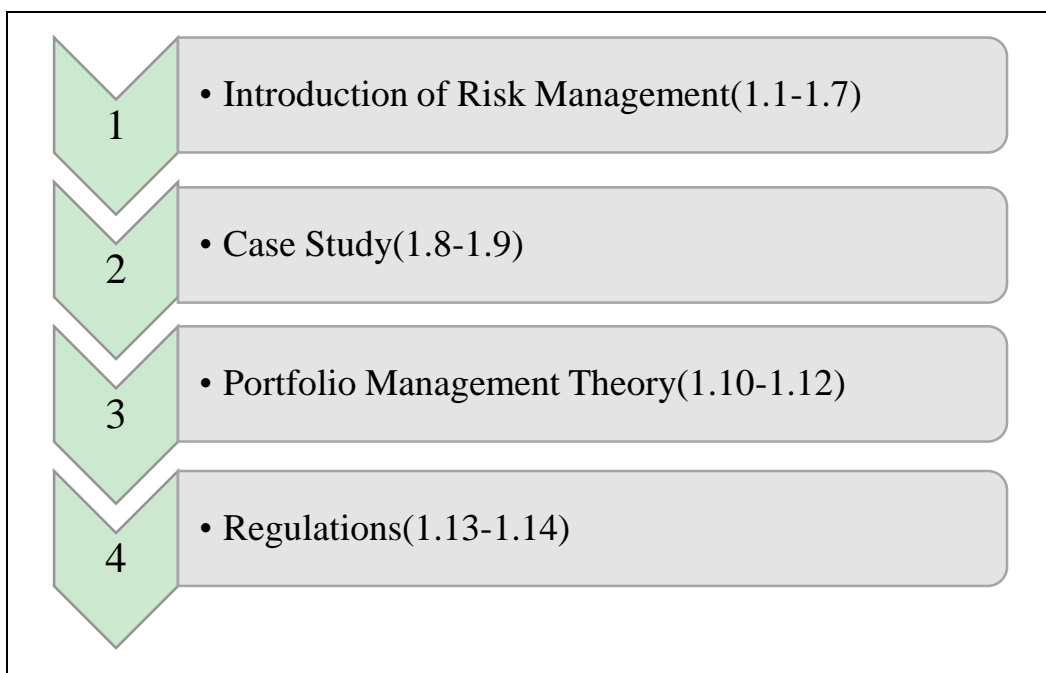 1
• Introduction of Risk Management(1.1-1.7)
2
• Case Study(1.8-1.9)
3
• Portfolio Management Theory(1.10-1.12)
4
• Regulations(1.13-1.14)